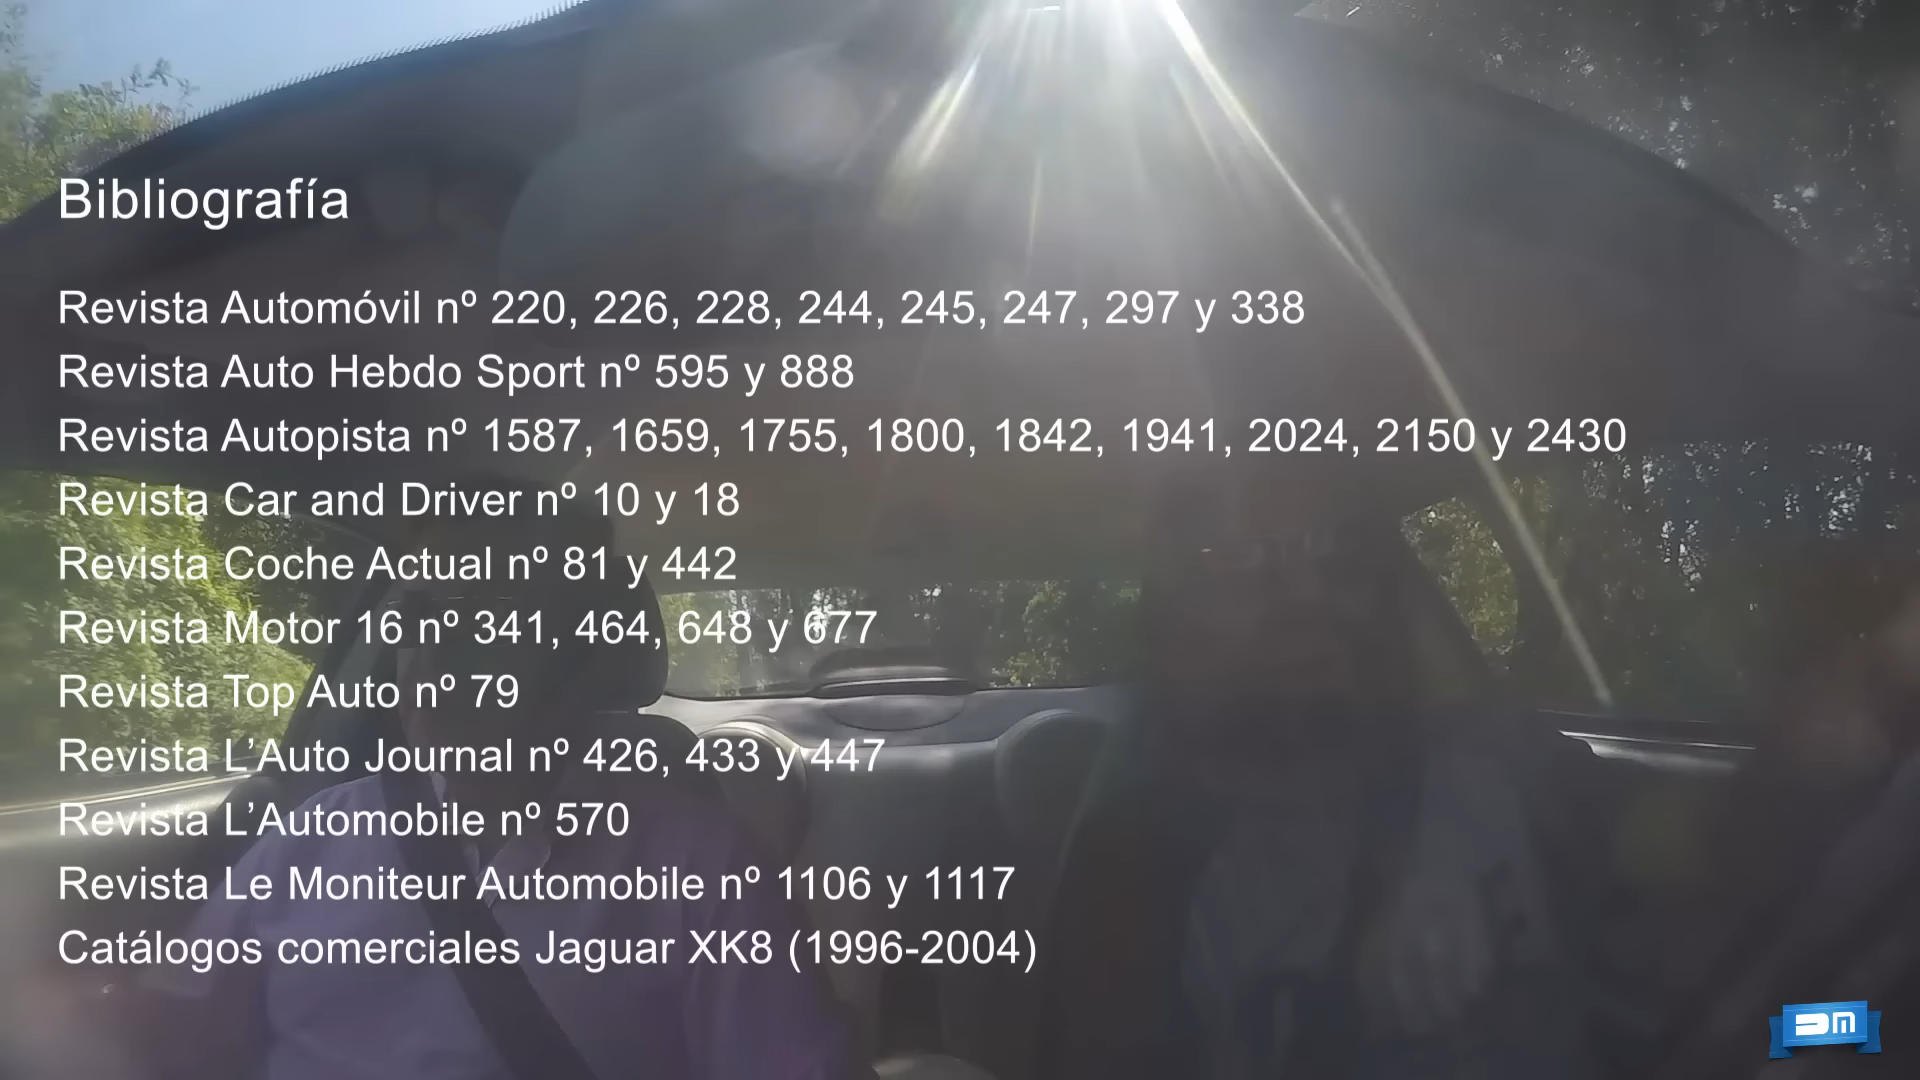 Bibliografía
Revista Automóvil nº 220, 226, 228, 244, 245, 247, 297 y 338
Revista Auto Hebdo Sport nº 595 y 888
Revista Autopista nº 1587, 1659, 1755, 1800, 1842, 1941, 2024, 2150 y 2430
Revista Car and Driver nº 10 y 18
Revista Coche Actual nº 81 y 442
Revista Motor 16 nº 341, 464, 648 y 677
Revista Top Auto nº 79
Revista L’Auto Journal nº 426, 433 y 447
Revista L’Automobile nº 570
Revista Le Moniteur Automobile nº 1106 y 1117
Catálogos comerciales Jaguar XK8 (1996-2004)
DM